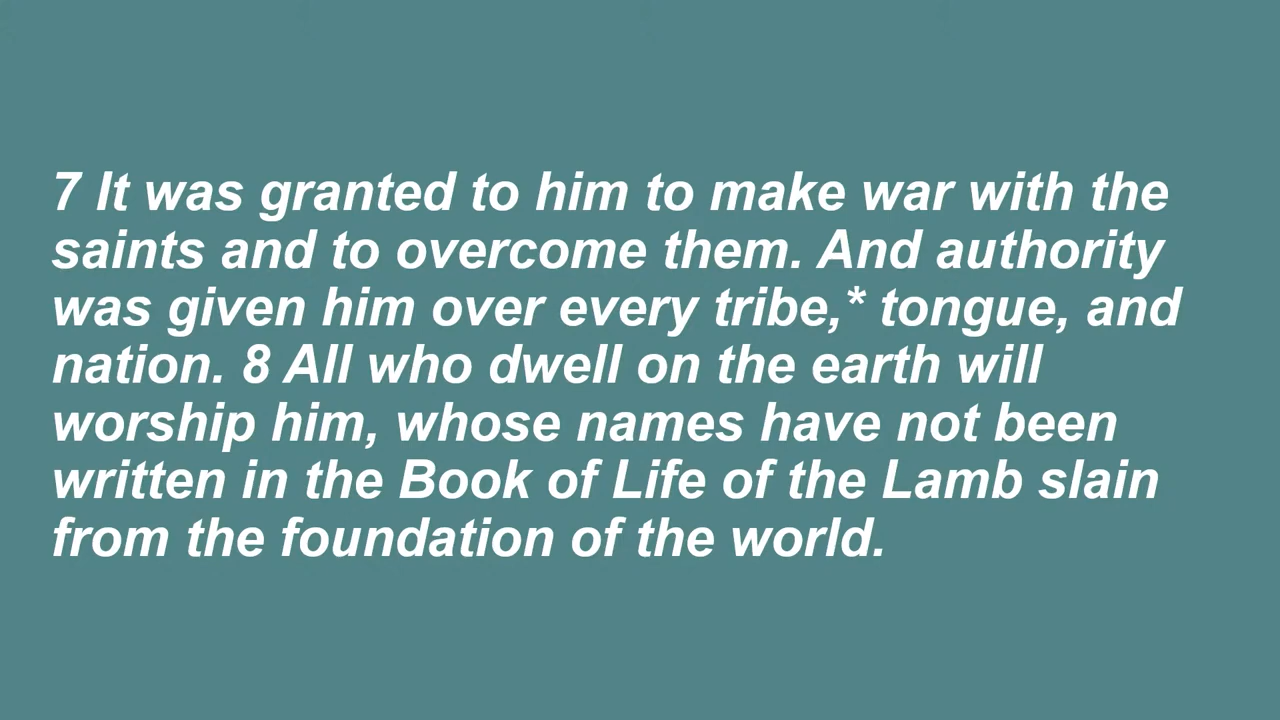 7 It was granted to him to make war with the
saints and to overcome them. And authority
was given him over every tribe,* tongue, and
nation. 8 All who dwell on the earth will
worship him, whose names have not been
written in the Book of Life of the Lamb slain
from the foundation of the world.